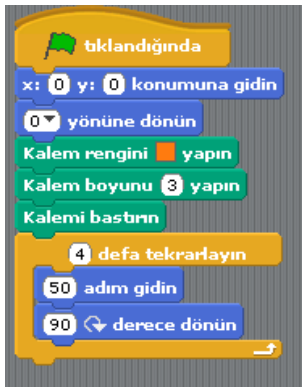 tıklandığında
x: 0 y: 0 konumuna gidin
0 yönüne dönün
Kalem rengini yapın
Kalem boyunu 3 yapın
Kalemi bastırın
4 defa tekrarlayın
50 adım gidin
90 derece dönün